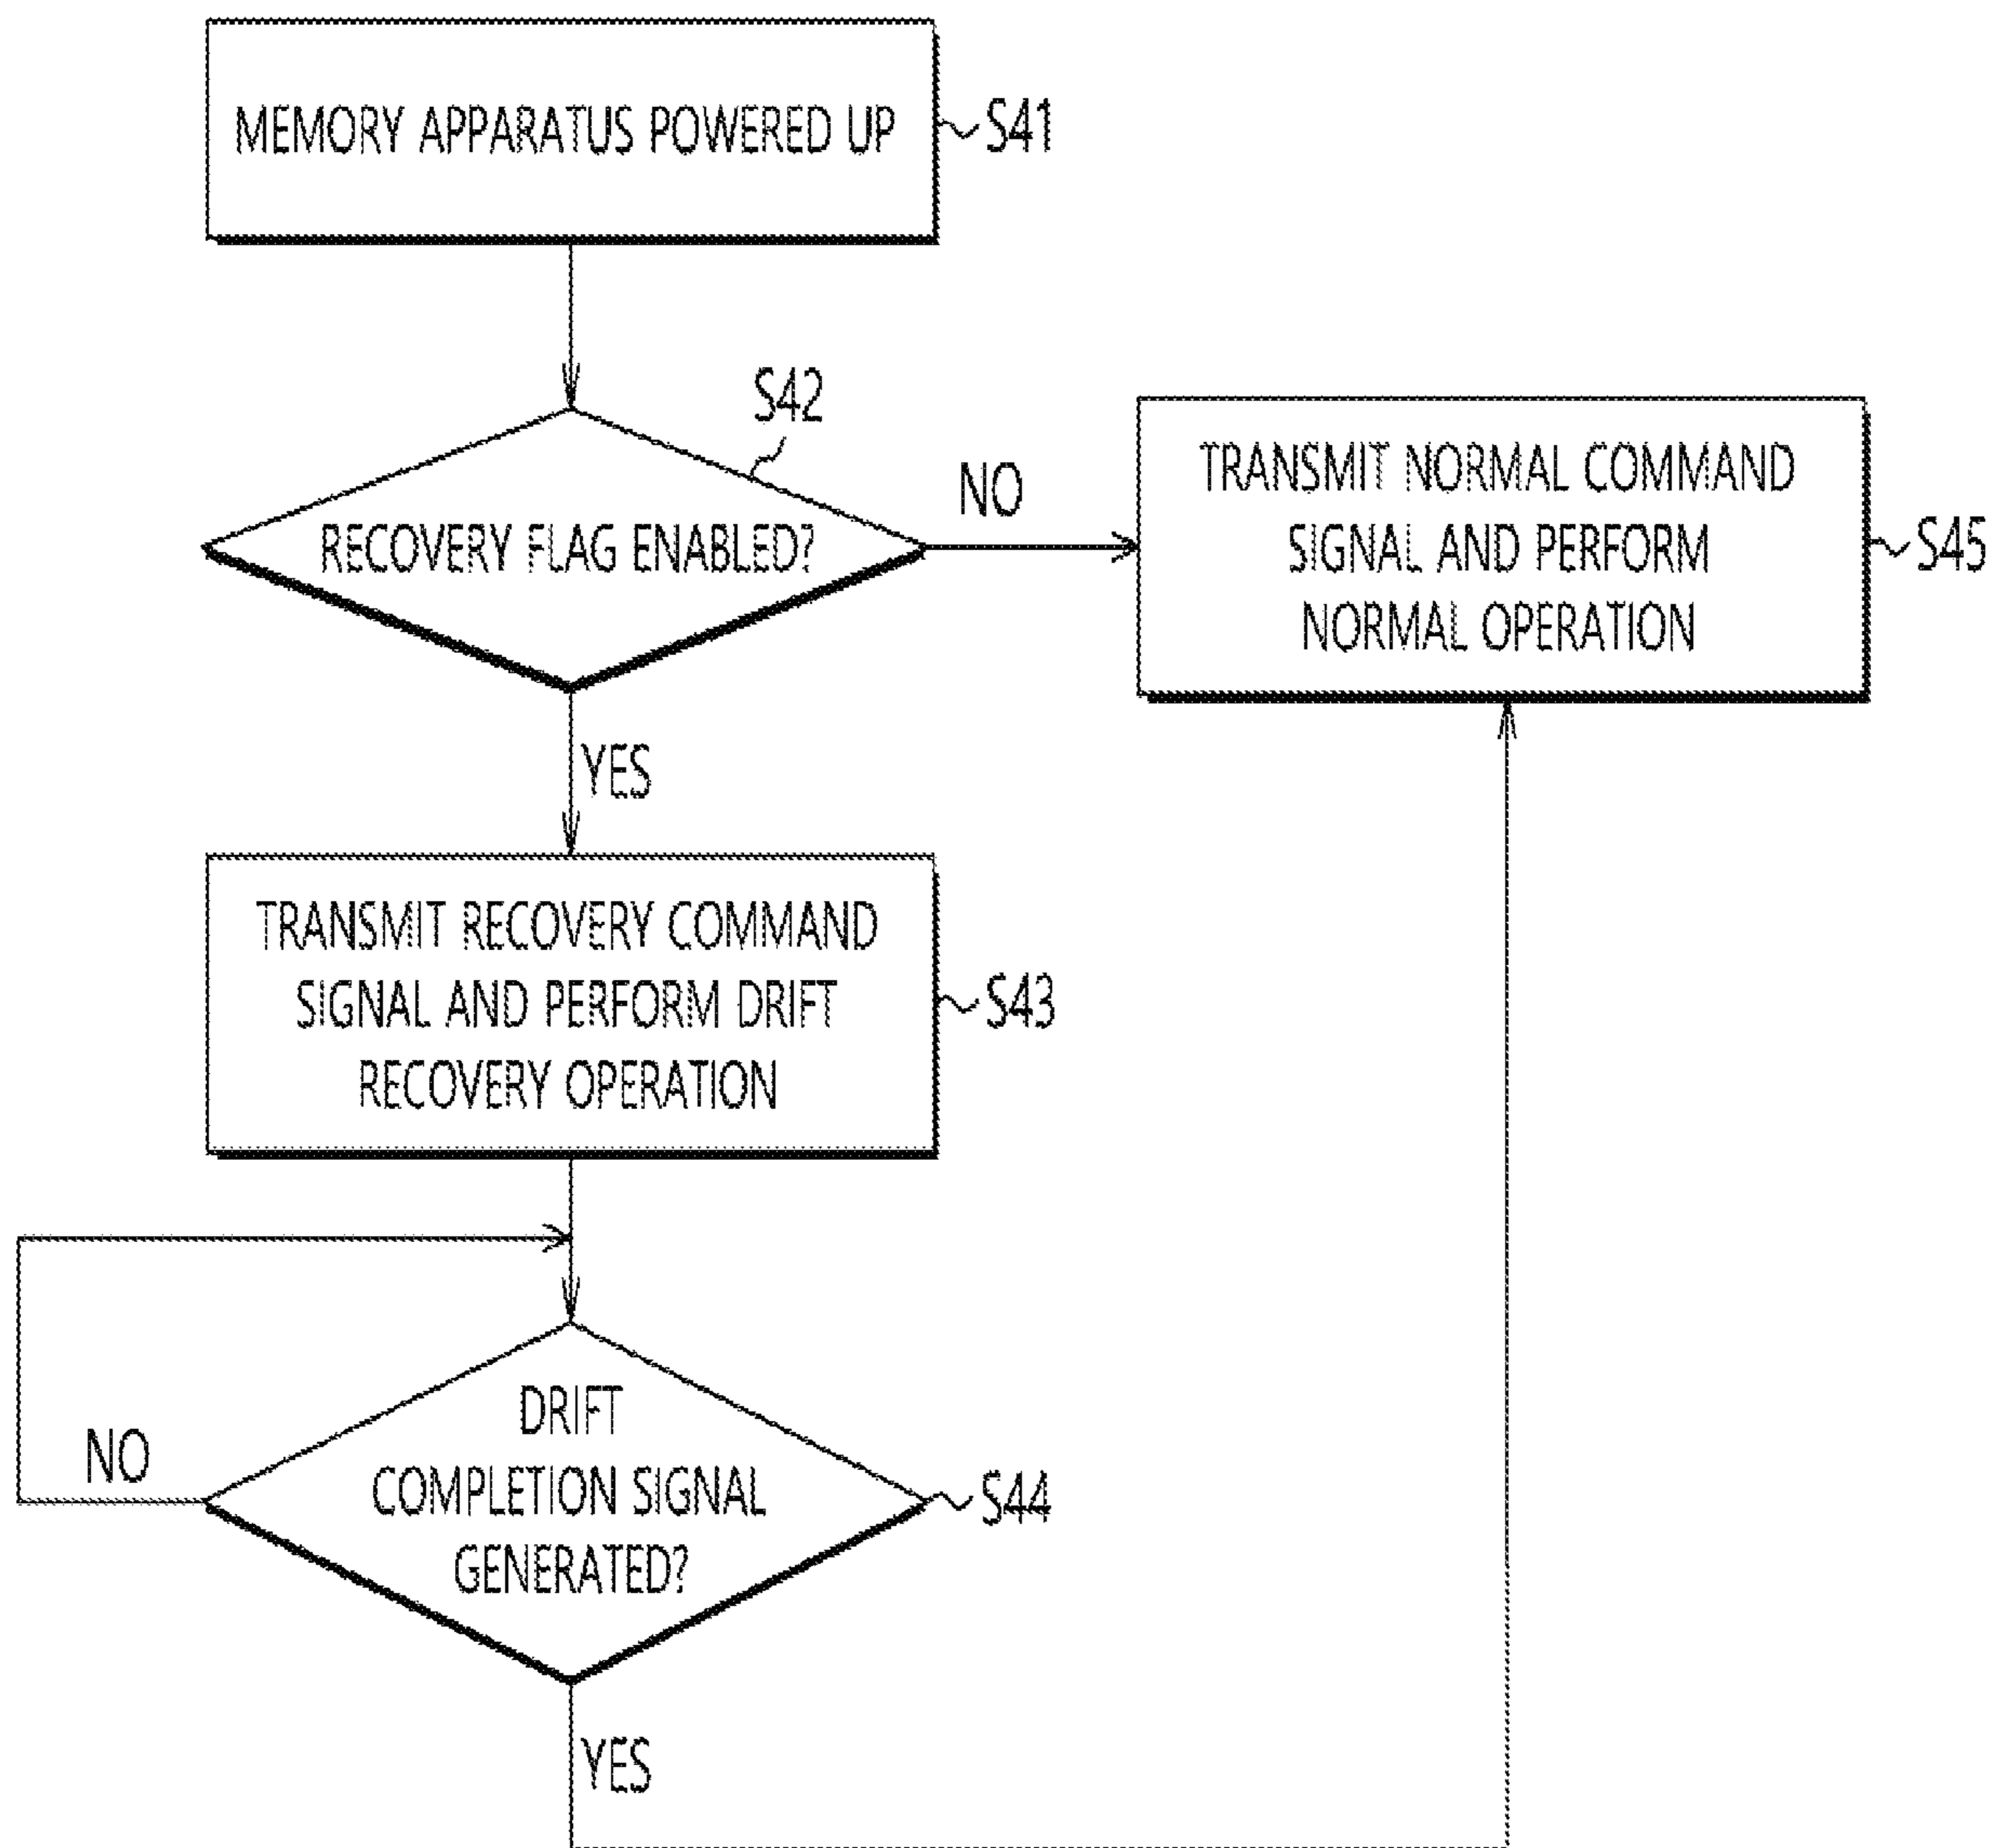 MEMORY APPARATUS POWERED UP
S41
S42
RECOVERY FLAG ENABLED?
NO
TRANSMIT NORMAL COMMAND
SIGNAL AND PERFORM
NORMAL OPERATION
S45
YES
TRANSMIT RECOVERY COMMAND
SIGNAL AND PERFORM DRIFT
RECOVERY OPERATION
S43
NO
DRIFT
COMPLETION SIGNAL
GENERATED?
S44
YES